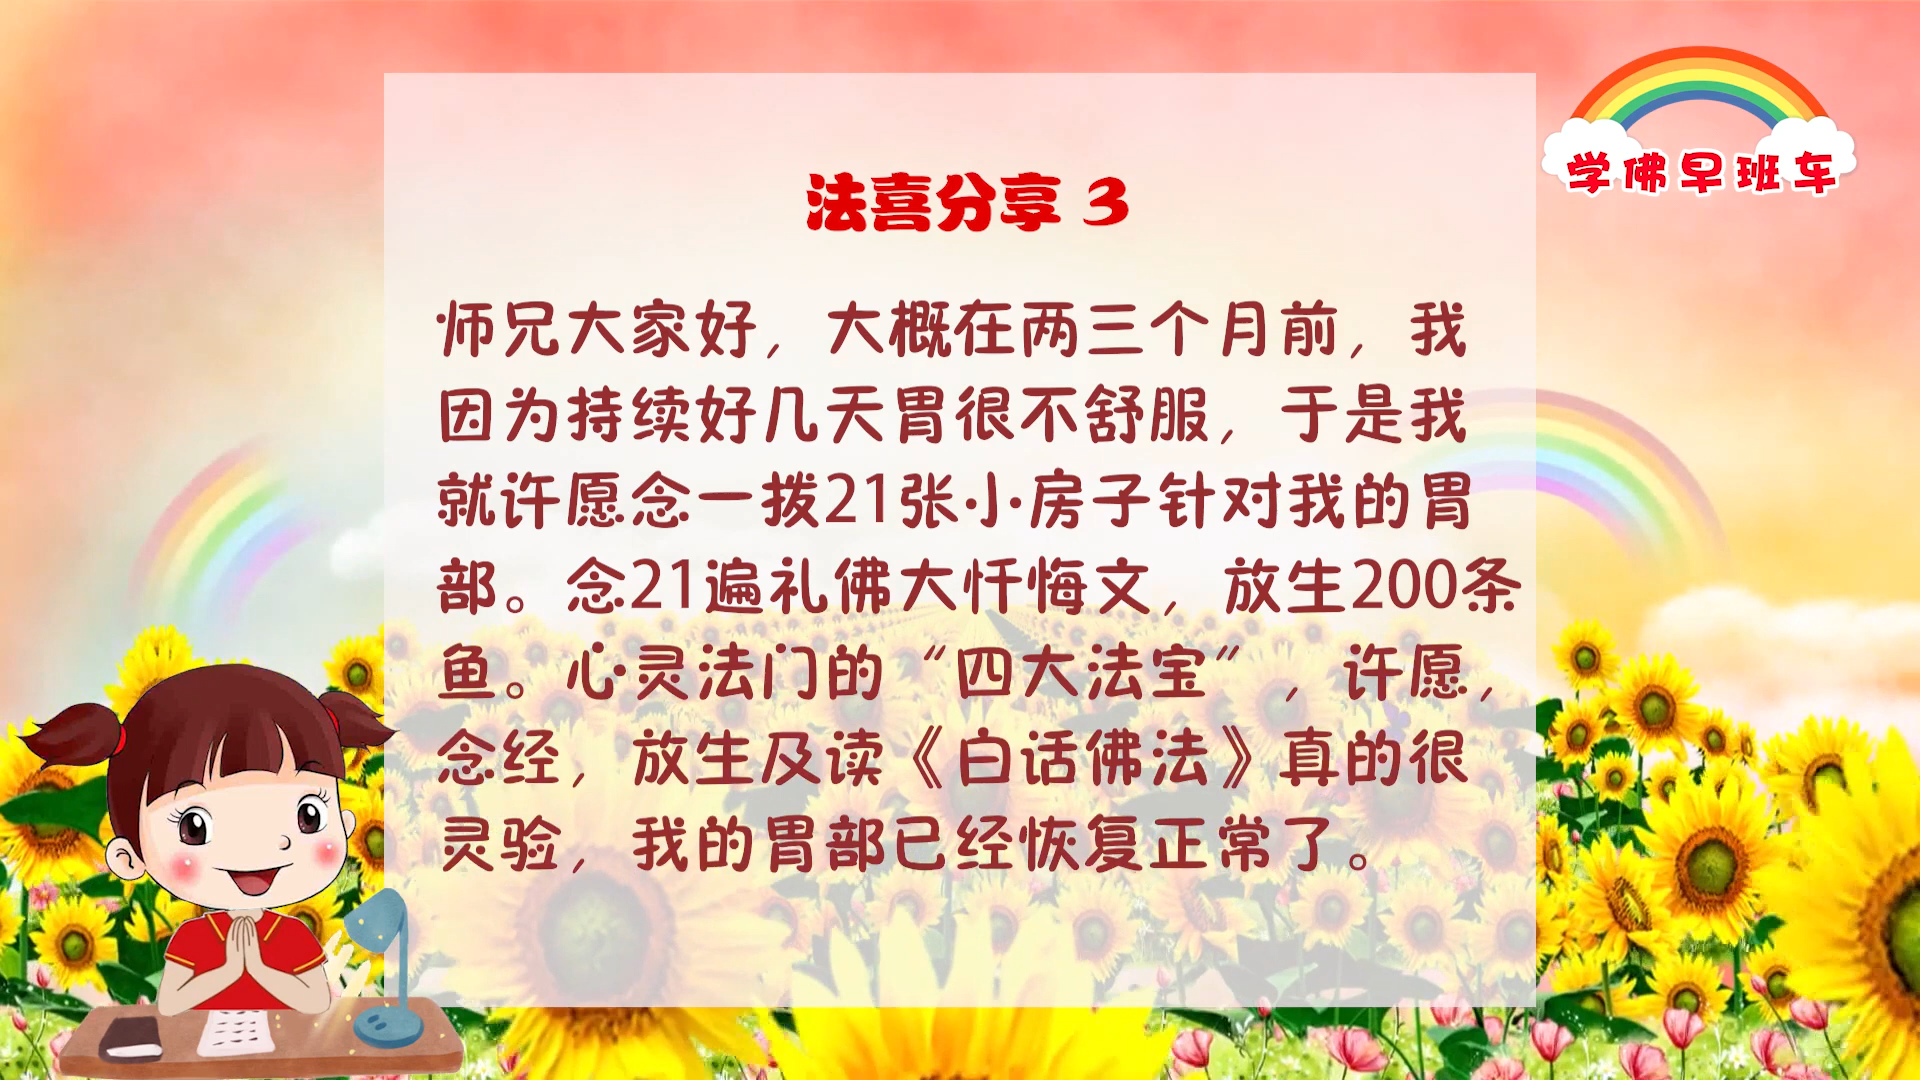 学佛早班车
法喜分享 3
师兄大家好，大概在两三个月前，我
因为持续好几天胃很不舒服，于是我
就许愿念一拨21张小房子针对我的胃
部。念21遍礼佛大忏悔文，放生200条
鱼。心灵法门的“四大法宝”，许愿，
念经，放生及读《白话佛法》真的很
灵验，我的胃部已经恢复正常了。